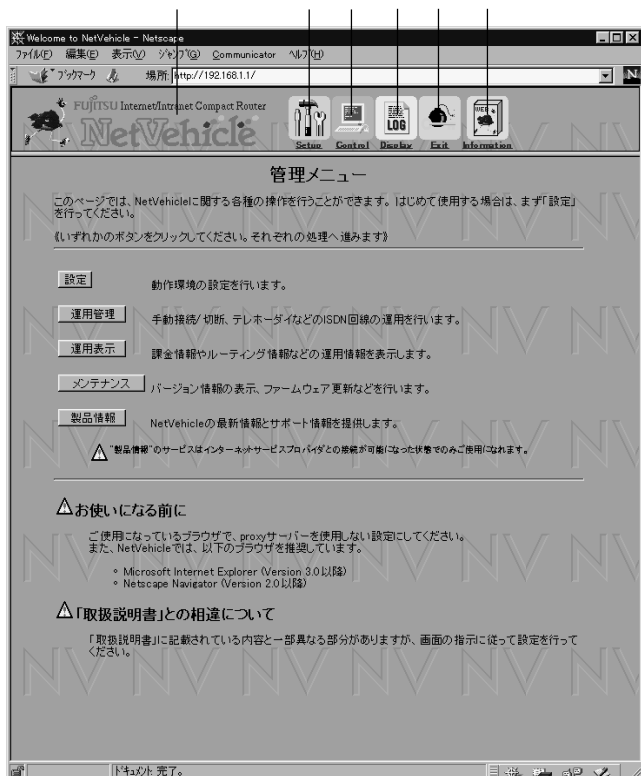 Welcome to NetVehicle - Netscape
ファイル(F) 編集(E) 表示(V) ジャンプ(G) Communicator ヘルプ(H)
ブックマーク 場所: http://192.168.1.1/
FUJITSU Internet/Intranet Compact Router
NetVehicle
LOG
WEB
Setup Control Display Exit Information
管理メニュー
このページでは、NetVehicleに関する各種の操作を行うことができます。はじめて使用する場合は、まず「設定」
を行ってください。
《いずれかのボタンをクリックしてください。それぞれの処理へ進みます》
設定 動作環境の設定を行います。
運用管理 手動接続/切断、テレホーダイなどのISDN回線の運用を行います。
運用表示 課金情報やルーティング情報などの運用情報を表示します。
メンテナンス バージョン情報の表示、ファームウェア更新などを行います。
製品情報 NetVehicleの最新情報とサポート情報を提供します。
"製品情報"のサービスはインターネットサービスプロバイダとの接続が可能になった状態でのみご使用になれます。
お使いになる前に
ご使用になっているブラウザで、proxyサーバーを使用しない設定にしてください。
また、NetVehicleでは、以下のブラウザを推奨しています。
Microsoft Internet Explorer (Version 3.0以降)
Netscape Navigator (Version 2.0以降)
「取扱説明書」との相違について
「取扱説明書」に記載されている内容と一部異なる部分がありますが、画面の指示に従って設定を行って
ください。
ドキュメント: 完了。